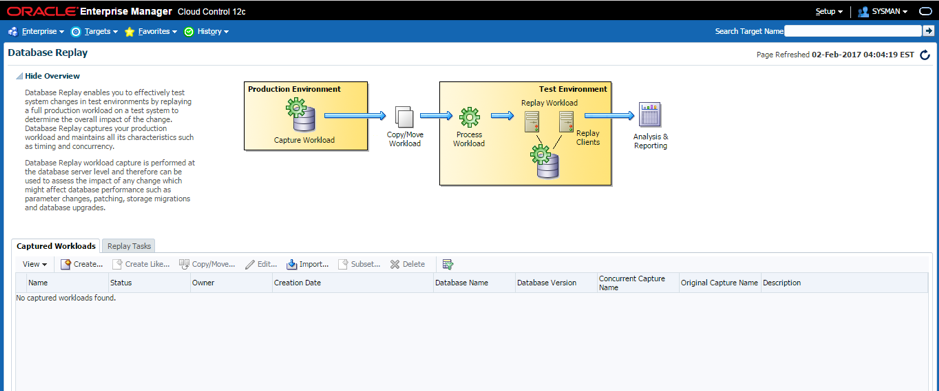 ORACLE Enterprise Manager Cloud Control 12c
Setup SYSMAN
Enterprise Targets Favorites History
Search Target Name
Database Replay
Page Refreshed 02-Feb-2017 04:04:19 EST
Hide Overview
Database Replay enables you to effectively test
system changes in test environments by replaying
a full production workload on a test system to
determine the overall impact of the change.
Database Replay captures your production
workload and maintains all its characteristics such
as timing and concurrency.
Database Replay workload capture is performed at
the database server level and therefore can be
used to assess the impact of any change which
might affect database performance such as
parameter changes, patching, storage migrations
and database upgrades.
Production Environment
Capture Workload
Copy/Move
Workload
Test Environment
Process
Workload
Replay Workload
Replay
Clients
Analysis &
Reporting
Captured Workloads
Replay Tasks
View Create... Create Like... Copy/Move... Edit... Import... Subset... Delete
Name Status Owner Creation Date Database Name Database Version Concurrent Capture Name Original Capture Name Description
No captured workloads found.